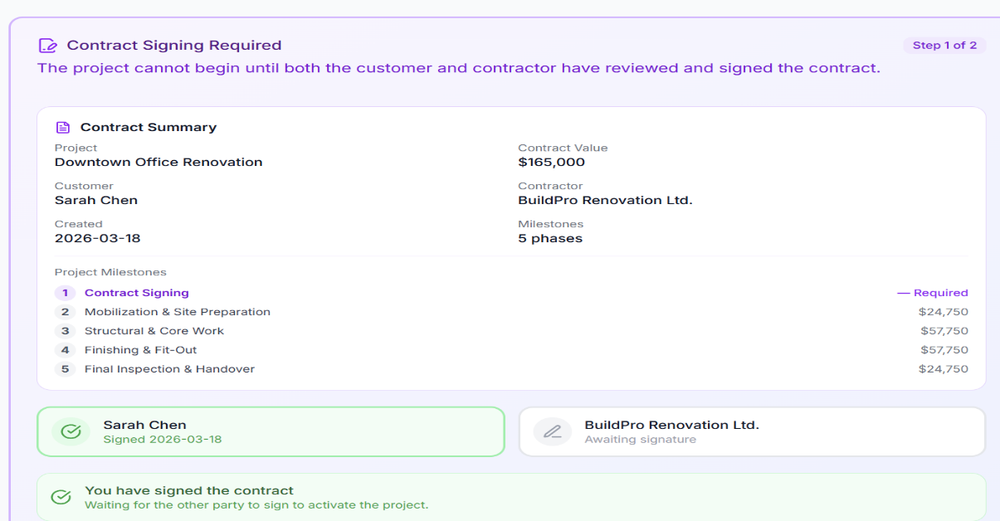 Contract Signing Required
Step 1 of 2
The project cannot begin until both the customer and contractor have reviewed and signed the contract.
Contract Summary
Project
Downtown Office Renovation
Contract Value
$165,000
Customer
Sarah Chen
Contractor
BuildPro Renovation Ltd.
Created
2026-03-18
Milestones
5 phases
Project Milestones
1 Contract Signing — Required
2 Mobilization & Site Preparation $24,750
3 Structural & Core Work $57,750
4 Finishing & Fit-Out $57,750
5 Final Inspection & Handover $24,750
Sarah Chen
Signed 2026-03-18
BuildPro Renovation Ltd.
Awaiting signature
You have signed the contract
Waiting for the other party to sign to activate the project.